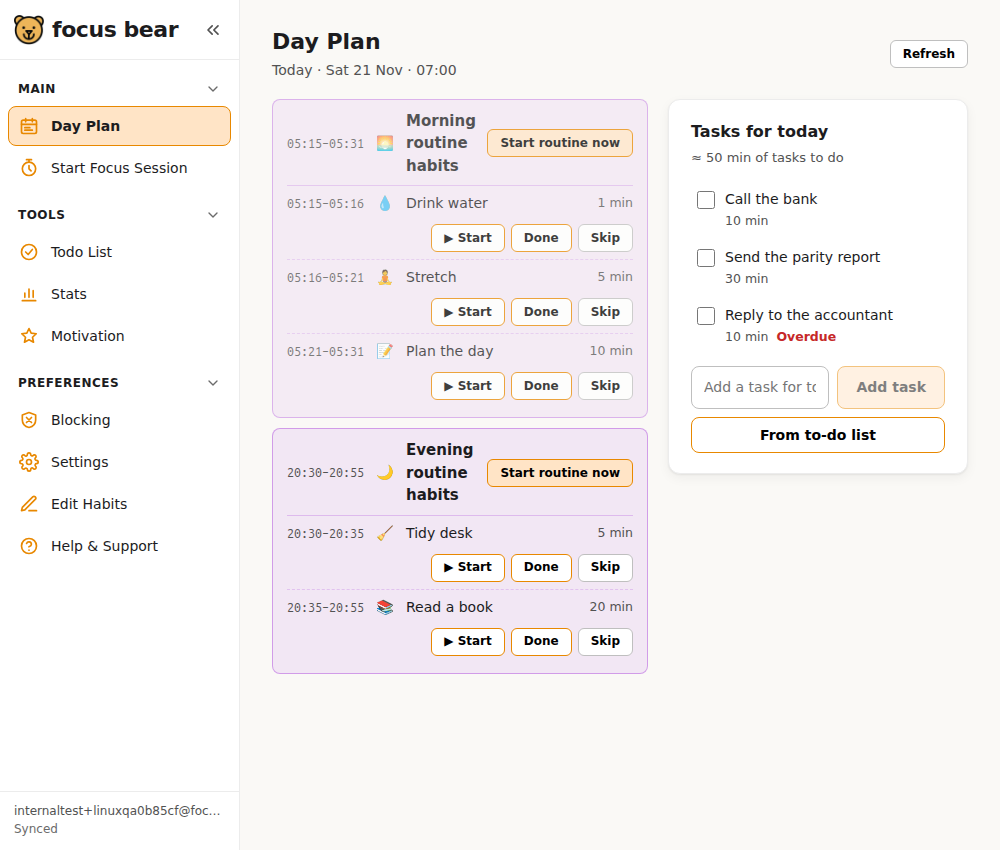 focus bear
MAIN
Day Plan
Start Focus Session
TOOLS
Todo List
Stats
Motivation
PREFERENCES
Blocking
Settings
Edit Habits
Help & Support
internaltest+linuxqa0b85cf@foc...
Synced
Day Plan
Today · Sat 21 Nov · 07:00
Refresh
05:15–05:31
Morning routine habits
Start routine now
05:15–05:16 Drink water 1 min
▶ Start Done Skip
05:16–05:21 Stretch 5 min
▶ Start Done Skip
05:21–05:31 Plan the day 10 min
▶ Start Done Skip
20:30–20:55
Evening routine habits
Start routine now
20:30–20:35 Tidy desk 5 min
▶ Start Done Skip
20:35–20:55 Read a book 20 min
▶ Start Done Skip
Tasks for today
≈ 50 min of tasks to do
Call the bank
10 min
Send the parity report
30 min
Reply to the accountant
10 min Overdue
Add a task for to
Add task
From to-do list